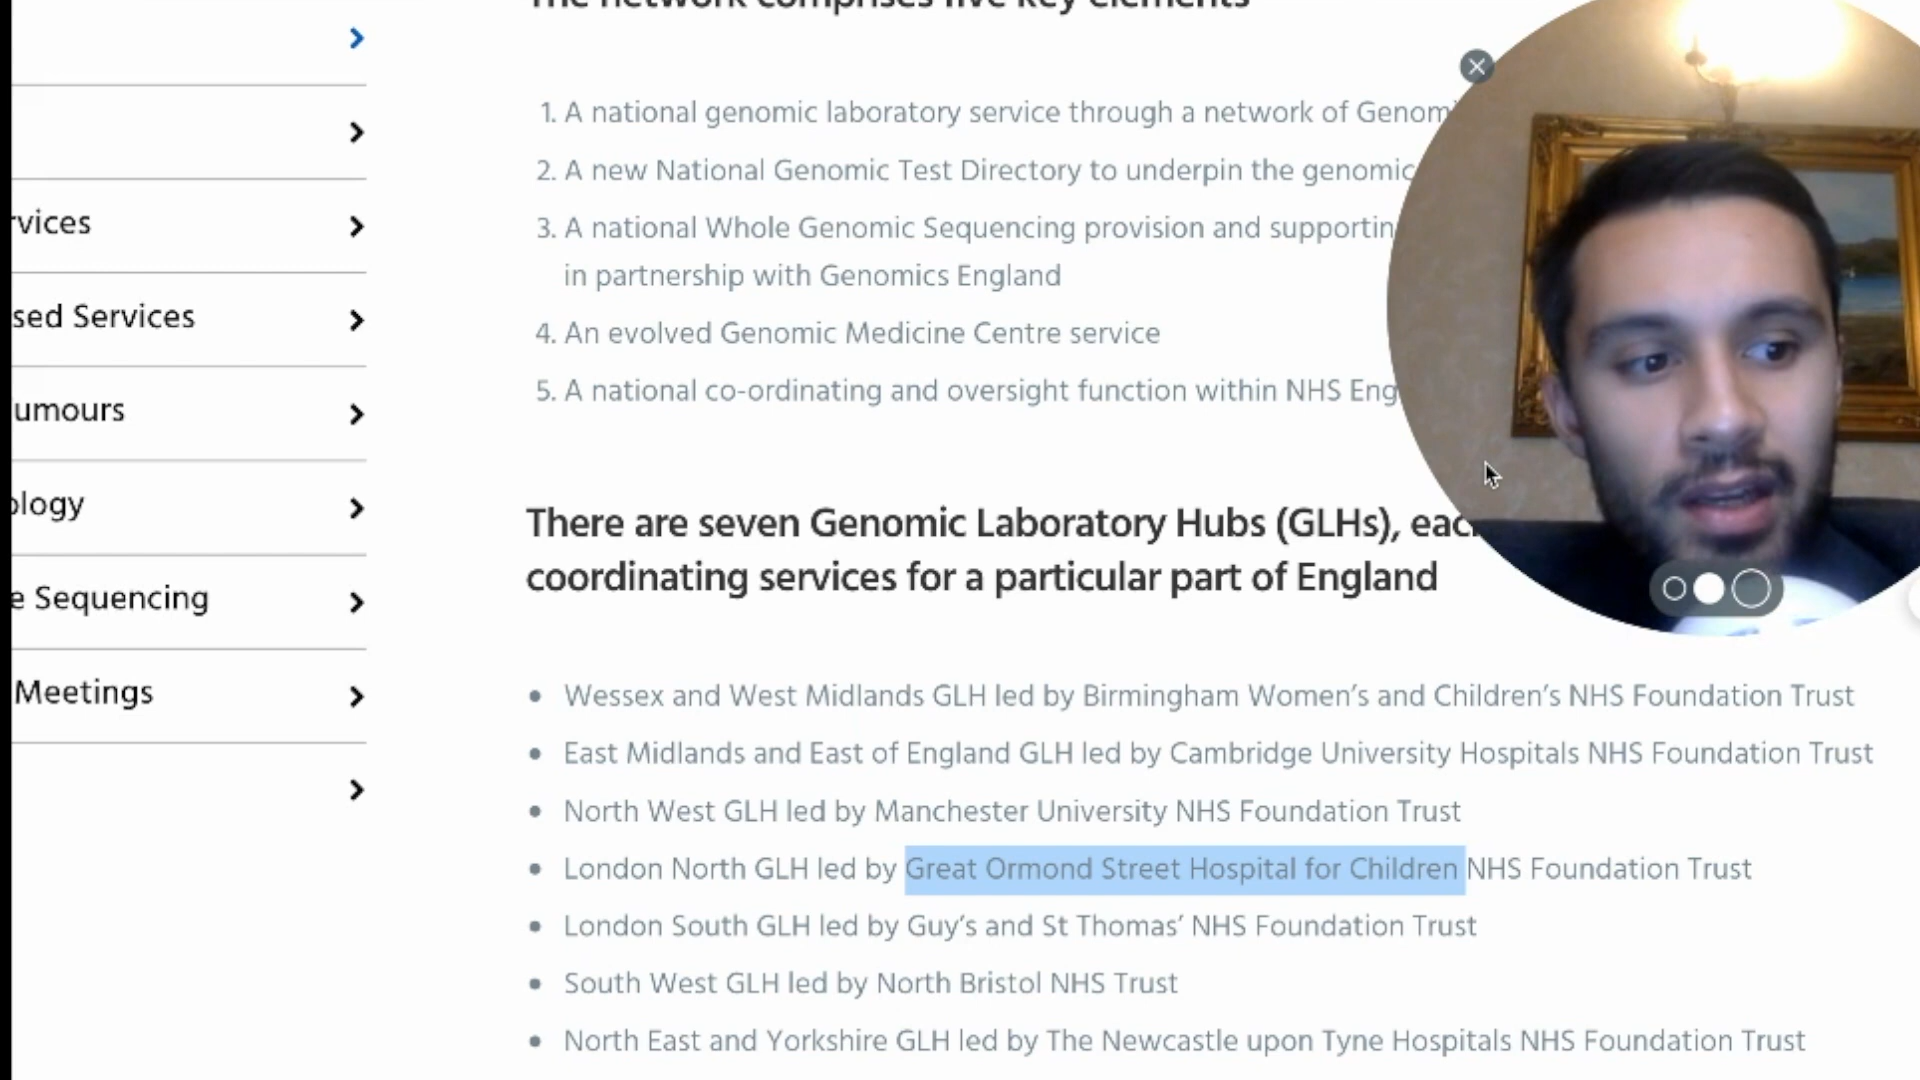 The network comprises five key elements
1. A national genomic laboratory service through a network of Genom
2. A new National Genomic Test Directory to underpin the genomic
3. A national Whole Genomic Sequencing provision and supportin
in partnership with Genomics England
4. An evolved Genomic Medicine Centre service
5. A national co-ordinating and oversight function within NHS Eng
There are seven Genomic Laboratory Hubs (GLHs), each
coordinating services for a particular part of England
• Wessex and West Midlands GLH led by Birmingham Women’s and Children’s NHS Foundation Trust
• East Midlands and East of England GLH led by Cambridge University Hospitals NHS Foundation Trust
• North West GLH led by Manchester University NHS Foundation Trust
• London North GLH led by Great Ormond Street Hospital for Children NHS Foundation Trust
• London South GLH led by Guy’s and St Thomas’ NHS Foundation Trust
• South West GLH led by North Bristol NHS Trust
• North East and Yorkshire GLH led by The Newcastle upon Tyne Hospitals NHS Foundation Trust
rvices
sed Services
umours
ology
e Sequencing
Meetings